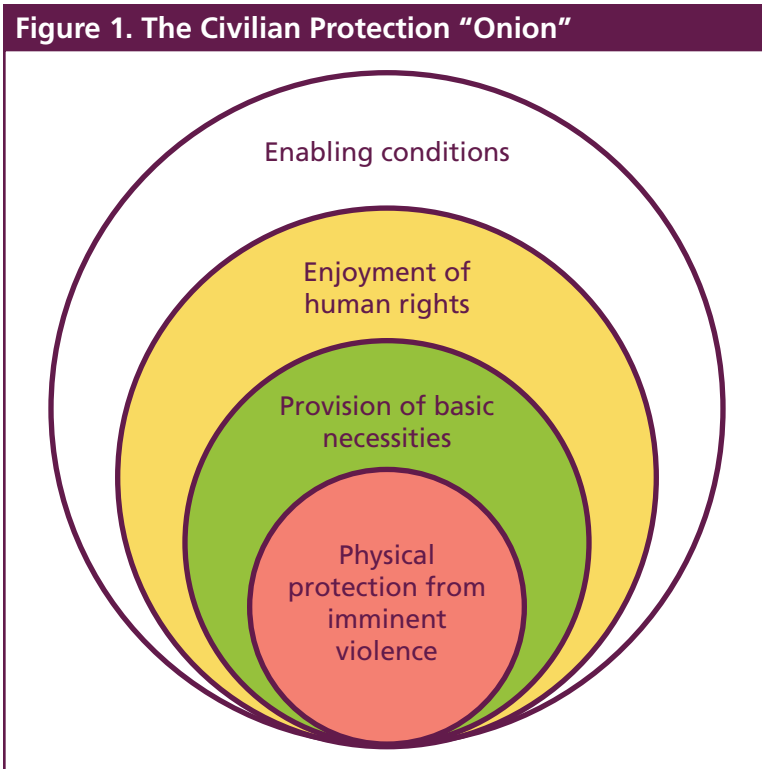 Figure 1. The Civilian Protection “Onion”
Enabling conditions
Enjoyment of
human rights
Provision of basic
necessities
Physical
protection from
imminent
violence